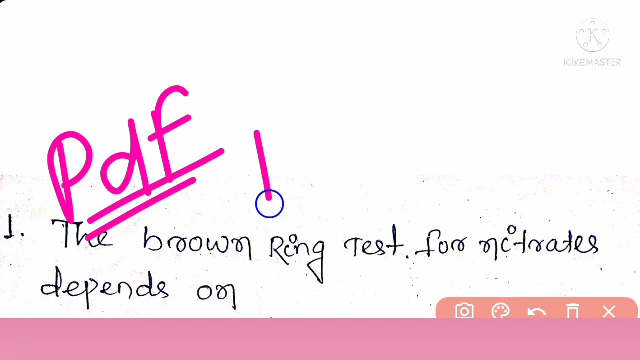 KINEMASTER
Pdf
1. The brown Ring Test. for nitrates
depends on